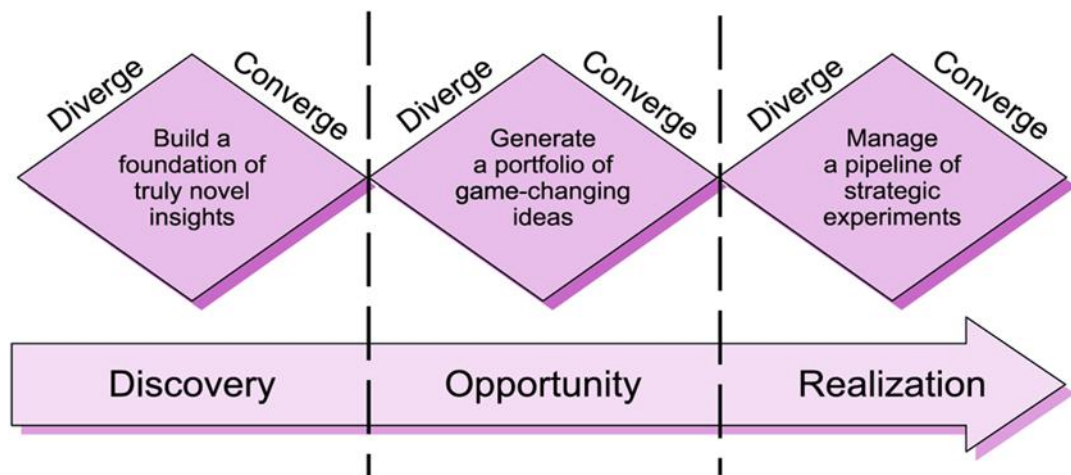 Diverge
Converge
Build a
foundation of
truly novel
insights
Diverge
Converge
Generate
a portfolio of
game-changing
ideas
Diverge
Converge
Manage
a pipeline of
strategic
experiments
Discovery
Opportunity
Realization